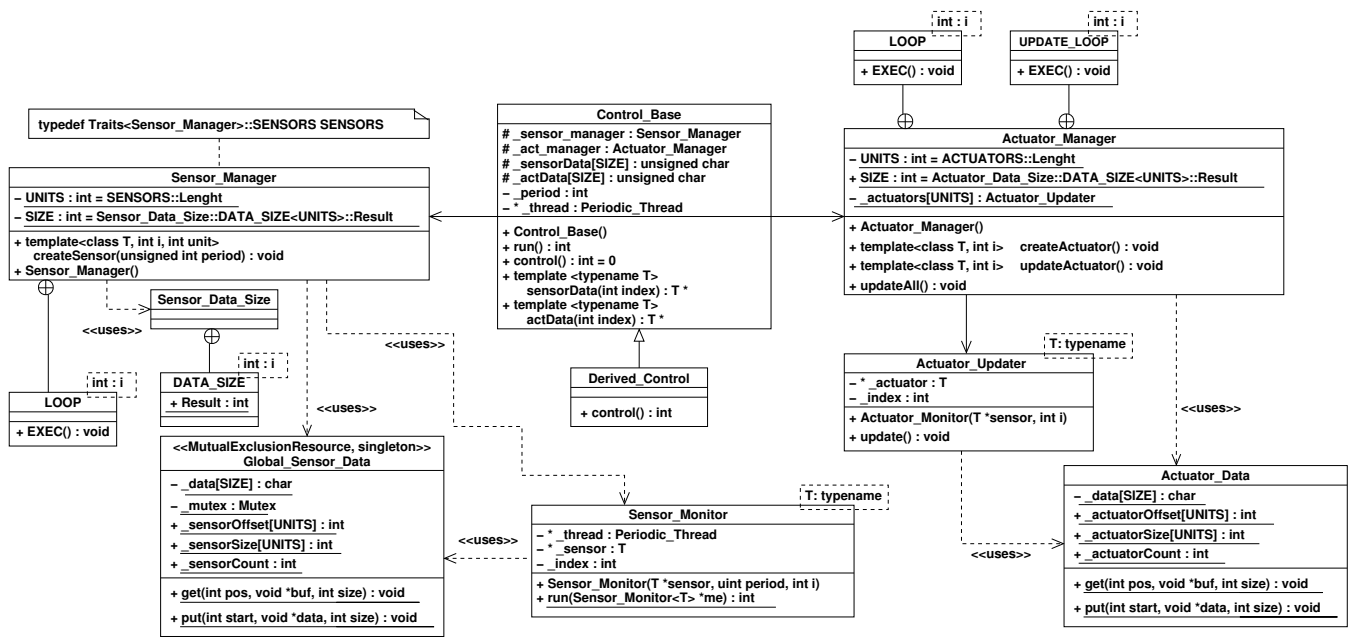 int : i
LOOP
+ EXEC() : void
int : i
UPDATE_LOOP
+ EXEC() : void
typedef Traits<Sensor_Manager>::SENSORS SENSORS
Sensor_Manager
− UNITS : int = SENSORS::Lenght
− SIZE : int = Sensor_Data_Size::DATA_SIZE<UNITS>::Result
+ template<class T, int i, int unit>
createSensor(unsigned int period) : void
+ Sensor_Manager()
Control_Base
# _sensor_manager : Sensor_Manager
# _act_manager : Actuator_Manager
# _sensorData[SIZE] : unsigned char
# _actData[SIZE] : unsigned char
− _period : int
− * _thread : Periodic_Thread
+ Control_Base()
+ run() : int
+ control() : int = 0
+ template <typename T>
sensorData(int index) : T *
+ template <typename T>
actData(int index) : T *
Actuator_Manager
− UNITS : int = ACTUATORS::Lenght
+ SIZE : int = Actuator_Data_Size::DATA_SIZE<UNITS>::Result
− _actuators[UNITS] : Actuator_Updater
+ Actuator_Manager()
+ template<class T, int i> createActuator() : void
+ template<class T, int i> updateActuator() : void
+ updateAll() : void
Sensor_Data_Size
<<uses>>
<<uses>>
int : i
DATA_SIZE
+ Result : int
int : i
LOOP
+ EXEC() : void
<<uses>>
Derived_Control
+ control() : int
T: typename
Actuator_Updater
− * _actuator : T
− _index : int
+ Actuator_Monitor(T *sensor, int i)
+ update() : void
<<uses>>
<<MutualExclusionResource, singleton>>
Global_Sensor_Data
− _data[SIZE] : char
− _mutex : Mutex
+ _sensorOffset[UNITS] : int
+ _sensorSize[UNITS] : int
+ _sensorCount : int
+ get(int pos, void *buf, int size) : void
+ put(int start, void *data, int size) : void
<<uses>>
T: typename
Sensor_Monitor
− * _thread : Periodic_Thread
− * _sensor : T
− _index : int
+ Sensor_Monitor(T *sensor, uint period, int i)
+ run(Sensor_Monitor<T> *me) : int
<<uses>>
Actuator_Data
− _data[SIZE] : char
+ _actuatorOffset[UNITS] : int
+ _actuatorSize[UNITS] : int
+ _actuatorCount : int
+ get(int pos, void *buf, int size) : void
+ put(int start, void *data, int size) : void